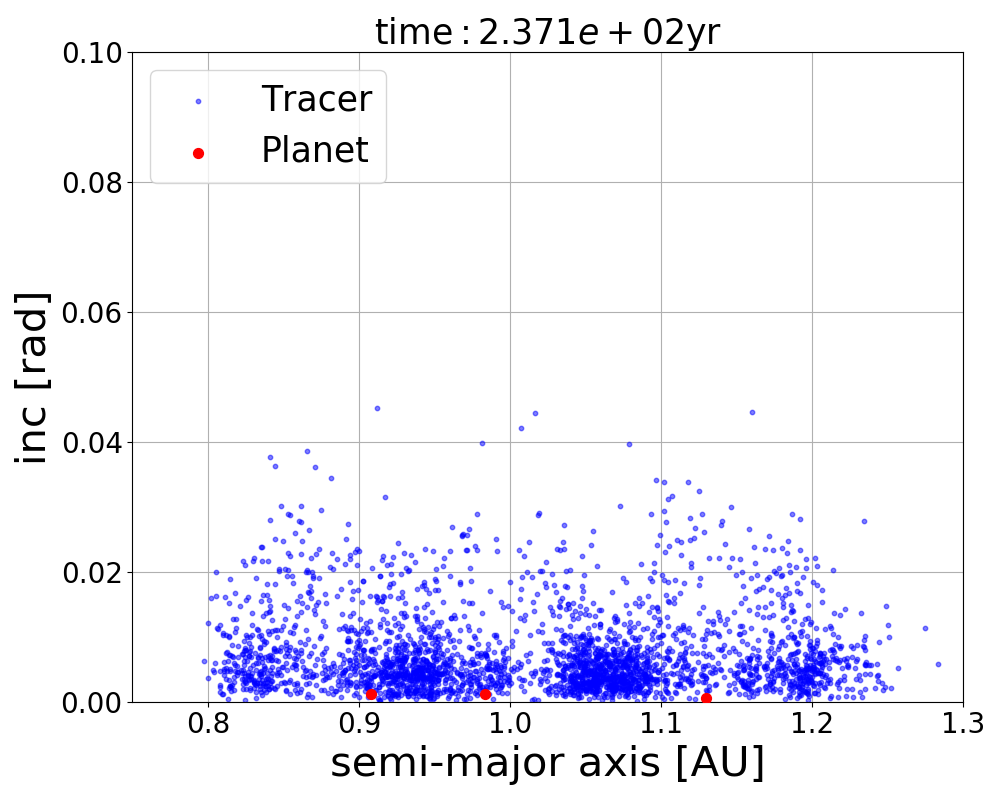 time : 2.371e + 02yr
0.10
Tracer
Planet
0.08
0.06
inc [rad]
0.04
0.02
0.00
0.8 0.9 1.0 1.1 1.2 1.3
semi-major axis [AU]